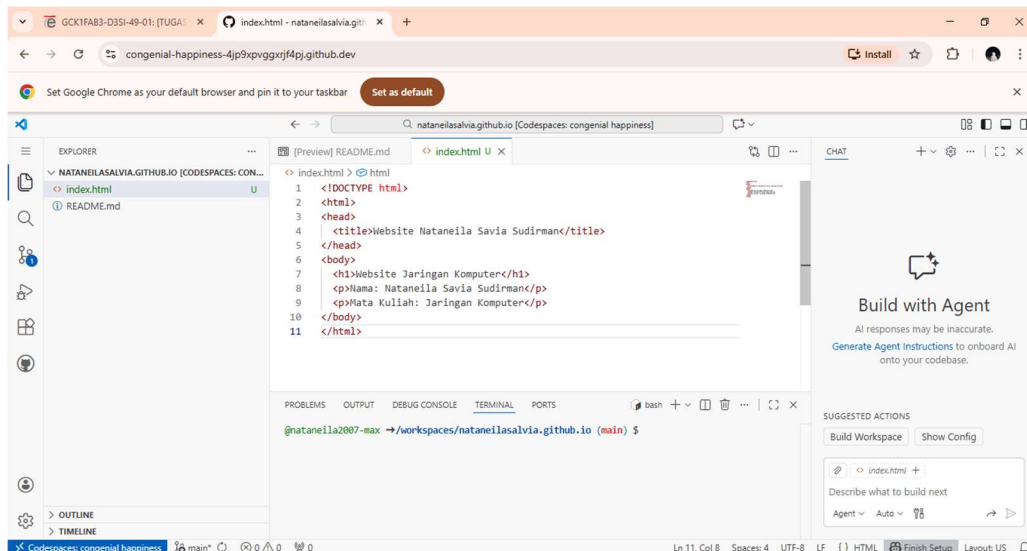 GCK1FAB3-D3SI-49-01: [TUGAS
index.html - nataneilasalvia.gith
congenial-happiness-4jp9xpvggxrjf4pj.github.dev
Install
Set Google Chrome as your default browser and pin it to your taskbar
Set as default
nataneilasalvia.github.io [Codespaces: congenial happiness]
EXPLORER
NATANEILASALVIA.GITHUB.IO [CODESPACES: CON...
index.html U
README.md
OUTLINE
TIMELINE
[Preview] README.md
index.html U
index.html > html
1 <!DOCTYPE html>
2 <html>
3 <head>
4 <title>Website Nataneila Savia Sudirman</title>
5 </head>
6 <body>
7 <h1>Website Jaringan Komputer</h1>
8 <p>Nama: Nataneila Savia Sudirman</p>
9 <p>Mata Kuliah: Jaringan Komputer</p>
10 </body>
11 </html>
PROBLEMS OUTPUT DEBUG CONSOLE TERMINAL PORTS
bash
@nataneila2007-max →/workspaces/nataneilasalvia.github.io (main) $
CHAT
Build with Agent
AI responses may be inaccurate.
Generate Agent Instructions to onboard AI
onto your codebase.
SUGGESTED ACTIONS
Build Workspace Show Config
index.html
Describe what to build next
Agent Auto
1
Codespaces: congenial happiness main* 0 0 0 Ln 11, Col 8 Spaces: 4 UTF-8 LF {} HTML Finish Setup Layout: US